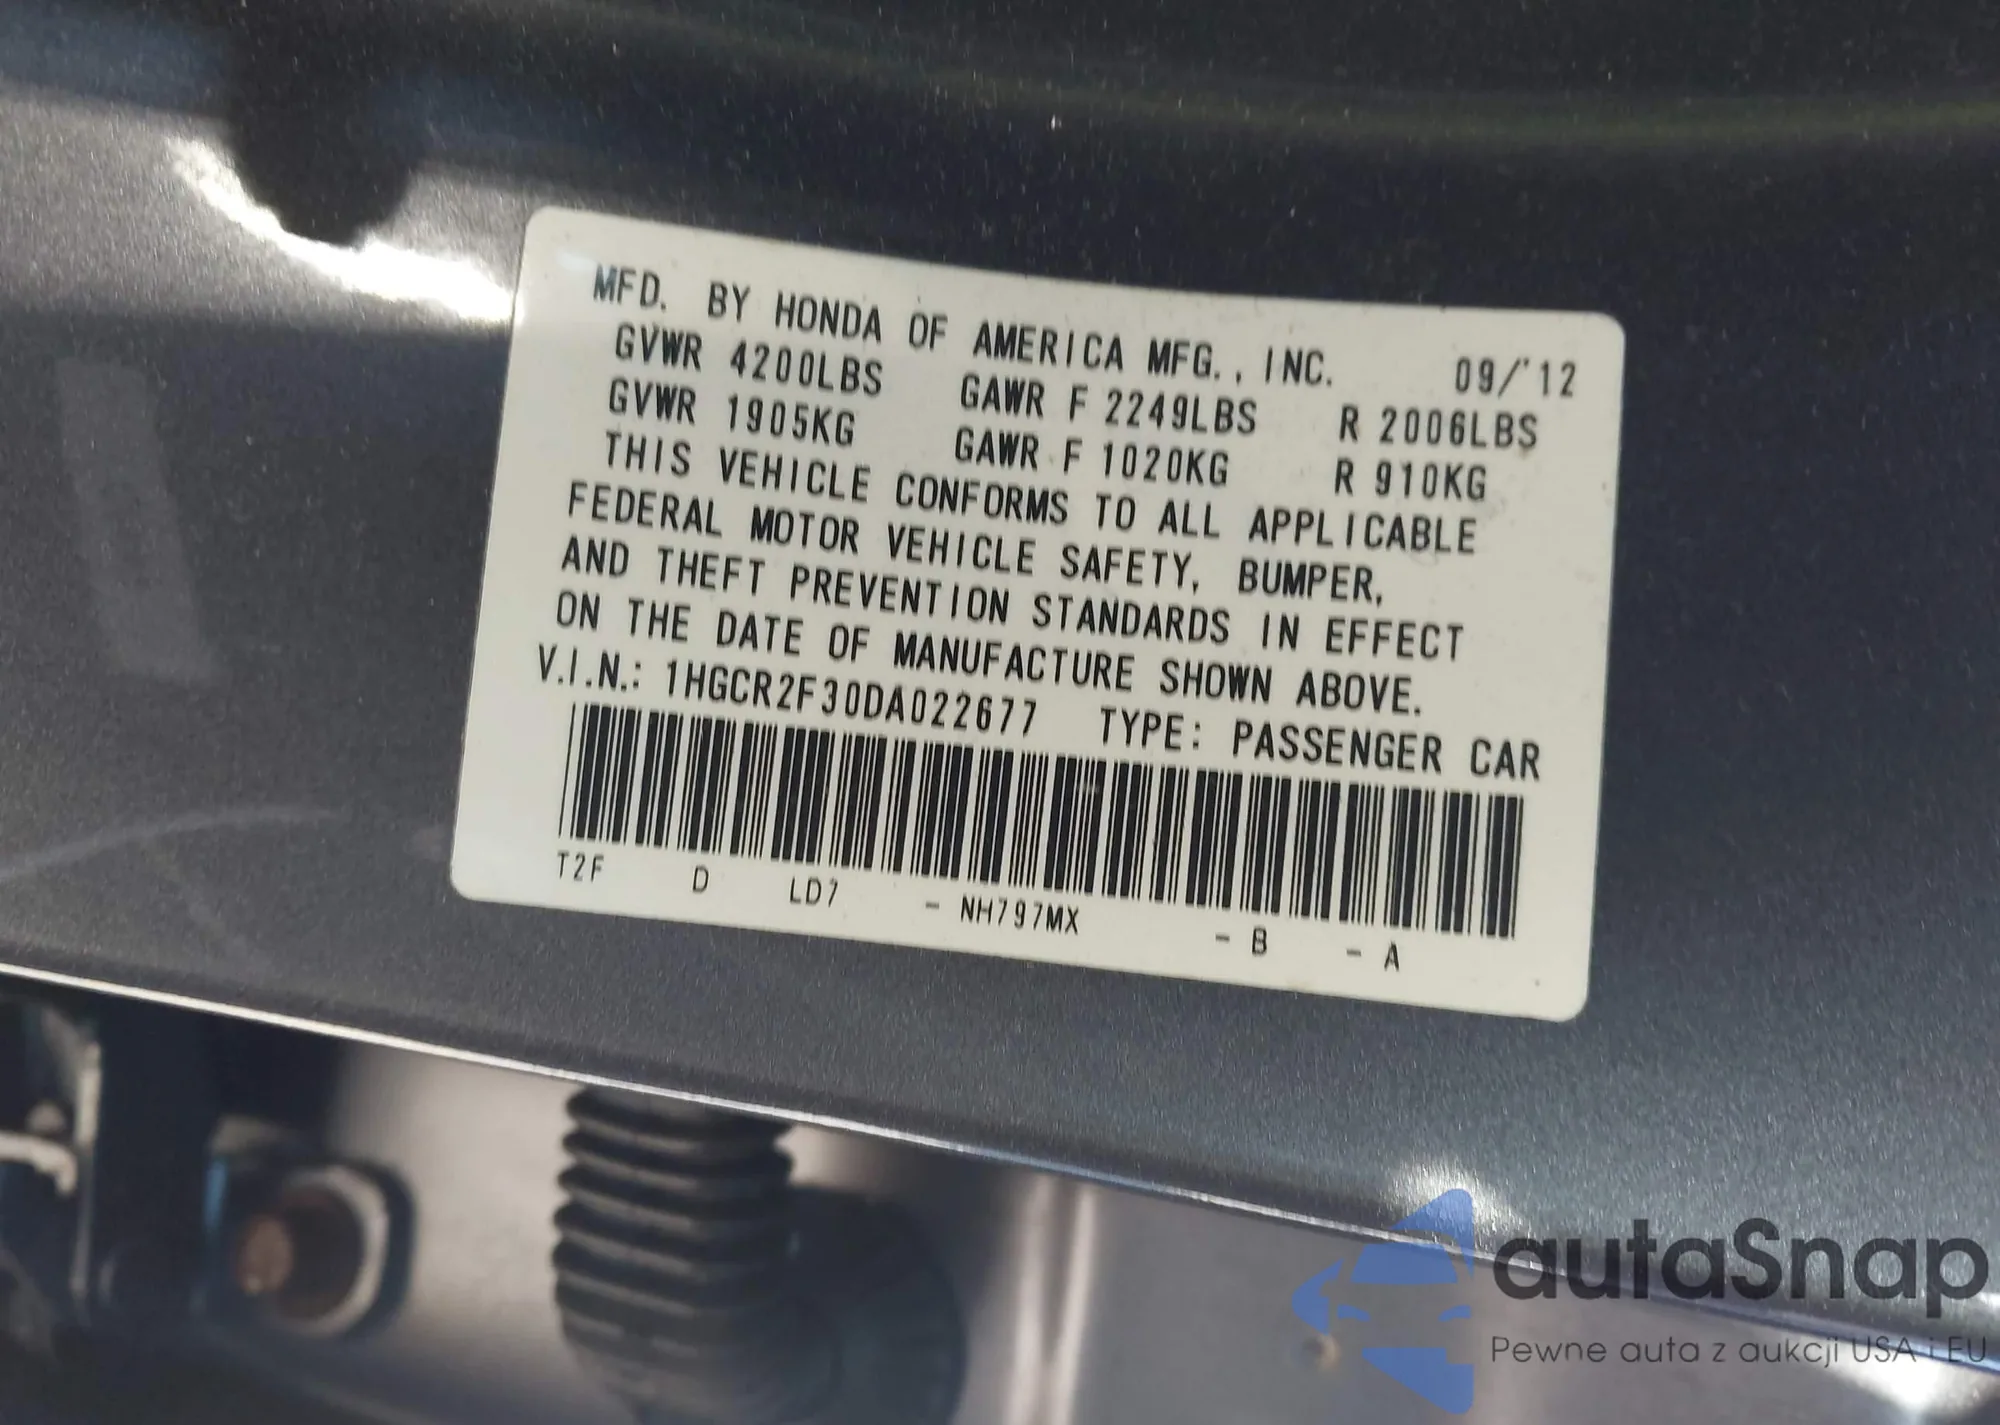 MFD. BY HONDA OF AMERICA MFG., INC. 09/'12
GVWR 4200LBS GAWR F 2249LBS R 2006LBS
GVWR 1905KG GAWR F 1020KG R 910KG
THIS VEHICLE CONFORMS TO ALL APPLICABLE
FEDERAL MOTOR VEHICLE SAFETY, BUMPER,
AND THEFT PREVENTION STANDARDS IN EFFECT
ON THE DATE OF MANUFACTURE SHOWN ABOVE.
V.I.N.: 1HGCR2F30DA022677 TYPE: PASSENGER CAR
T2F D LD7 - NH797MX - B - A
autaSnap
Pewne auta z aukcji USA i EU